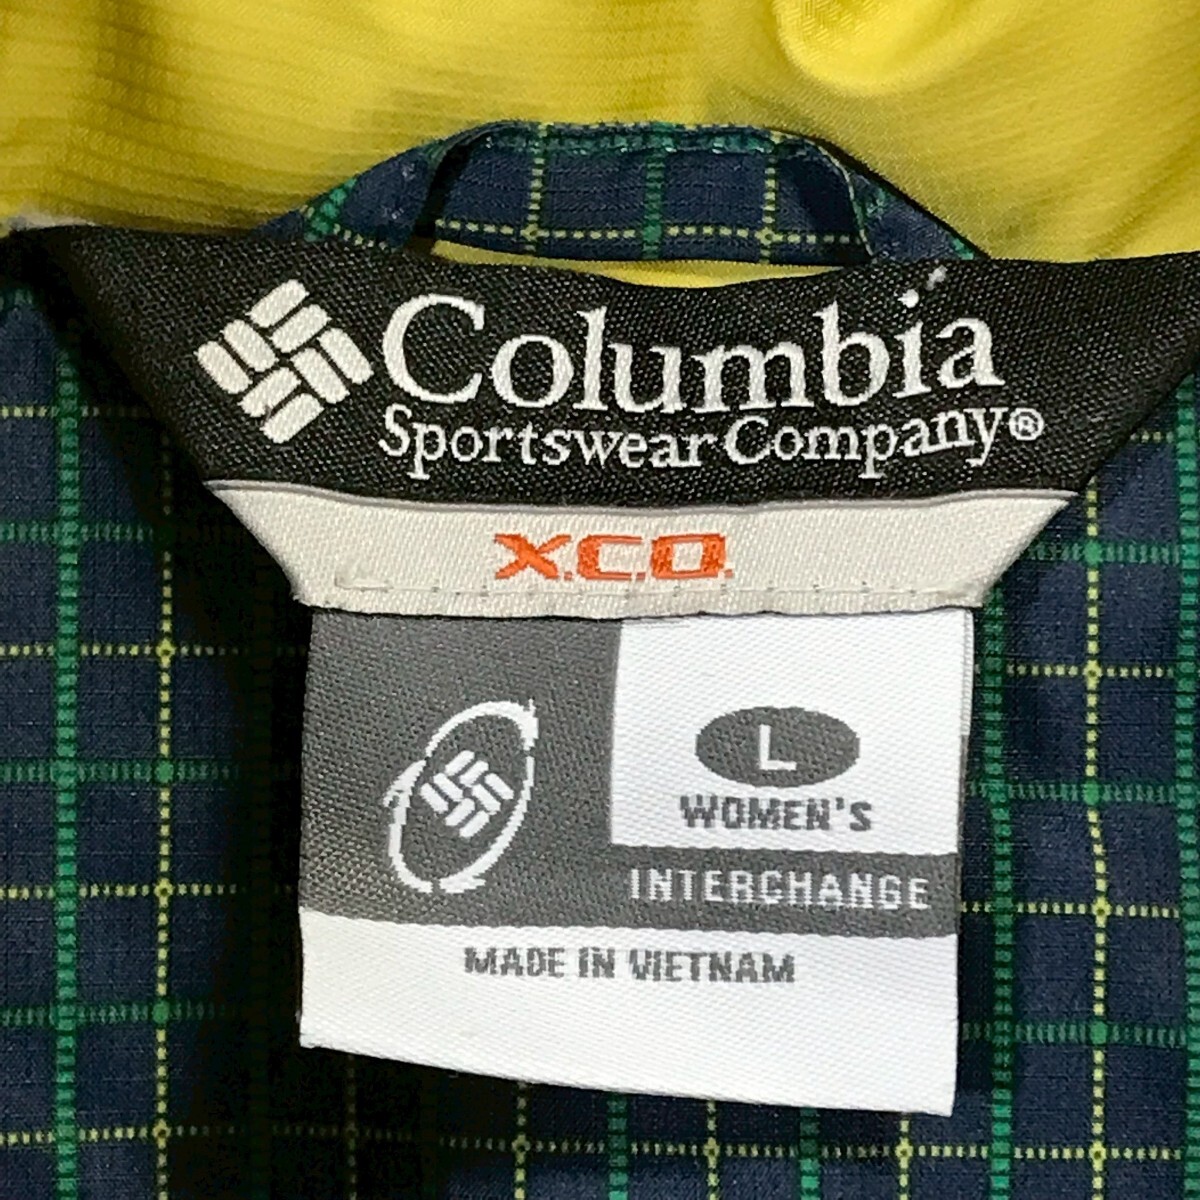 Columbia
Sportswear Company®
X.C.O.
L
WOMEN'S
INTERCHANGE
MADE IN VIETNAM